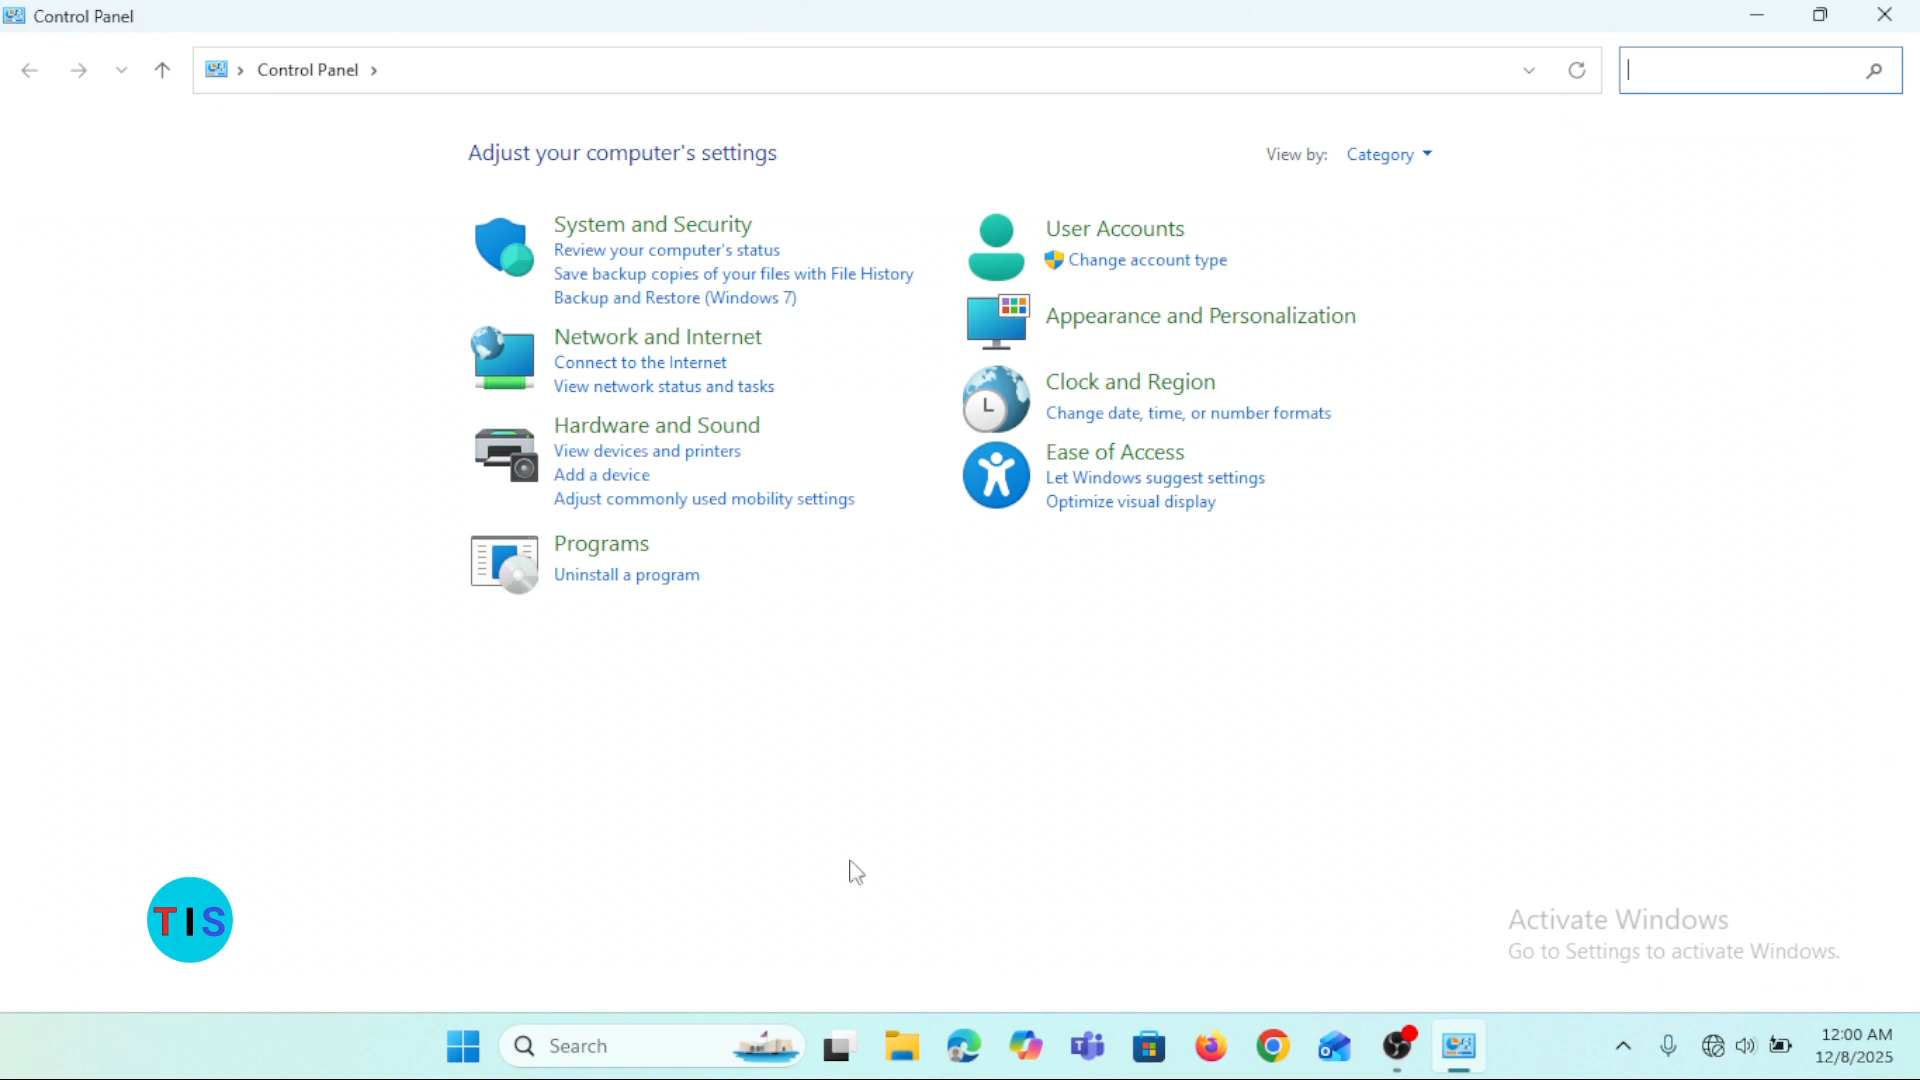 Control Panel
Control Panel
Adjust your computer's settings
View by: Category
System and Security
Review your computer's status
Save backup copies of your files with File History
Backup and Restore (Windows 7)
Network and Internet
Connect to the Internet
View network status and tasks
Hardware and Sound
View devices and printers
Add a device
Adjust commonly used mobility settings
Programs
Uninstall a program
User Accounts
Change account type
Appearance and Personalization
Clock and Region
Change date, time, or number formats
Ease of Access
Let Windows suggest settings
Optimize visual display
TIS
Activate Windows
Go to Settings to activate Windows.
Search
12:00 AM
12/8/2025